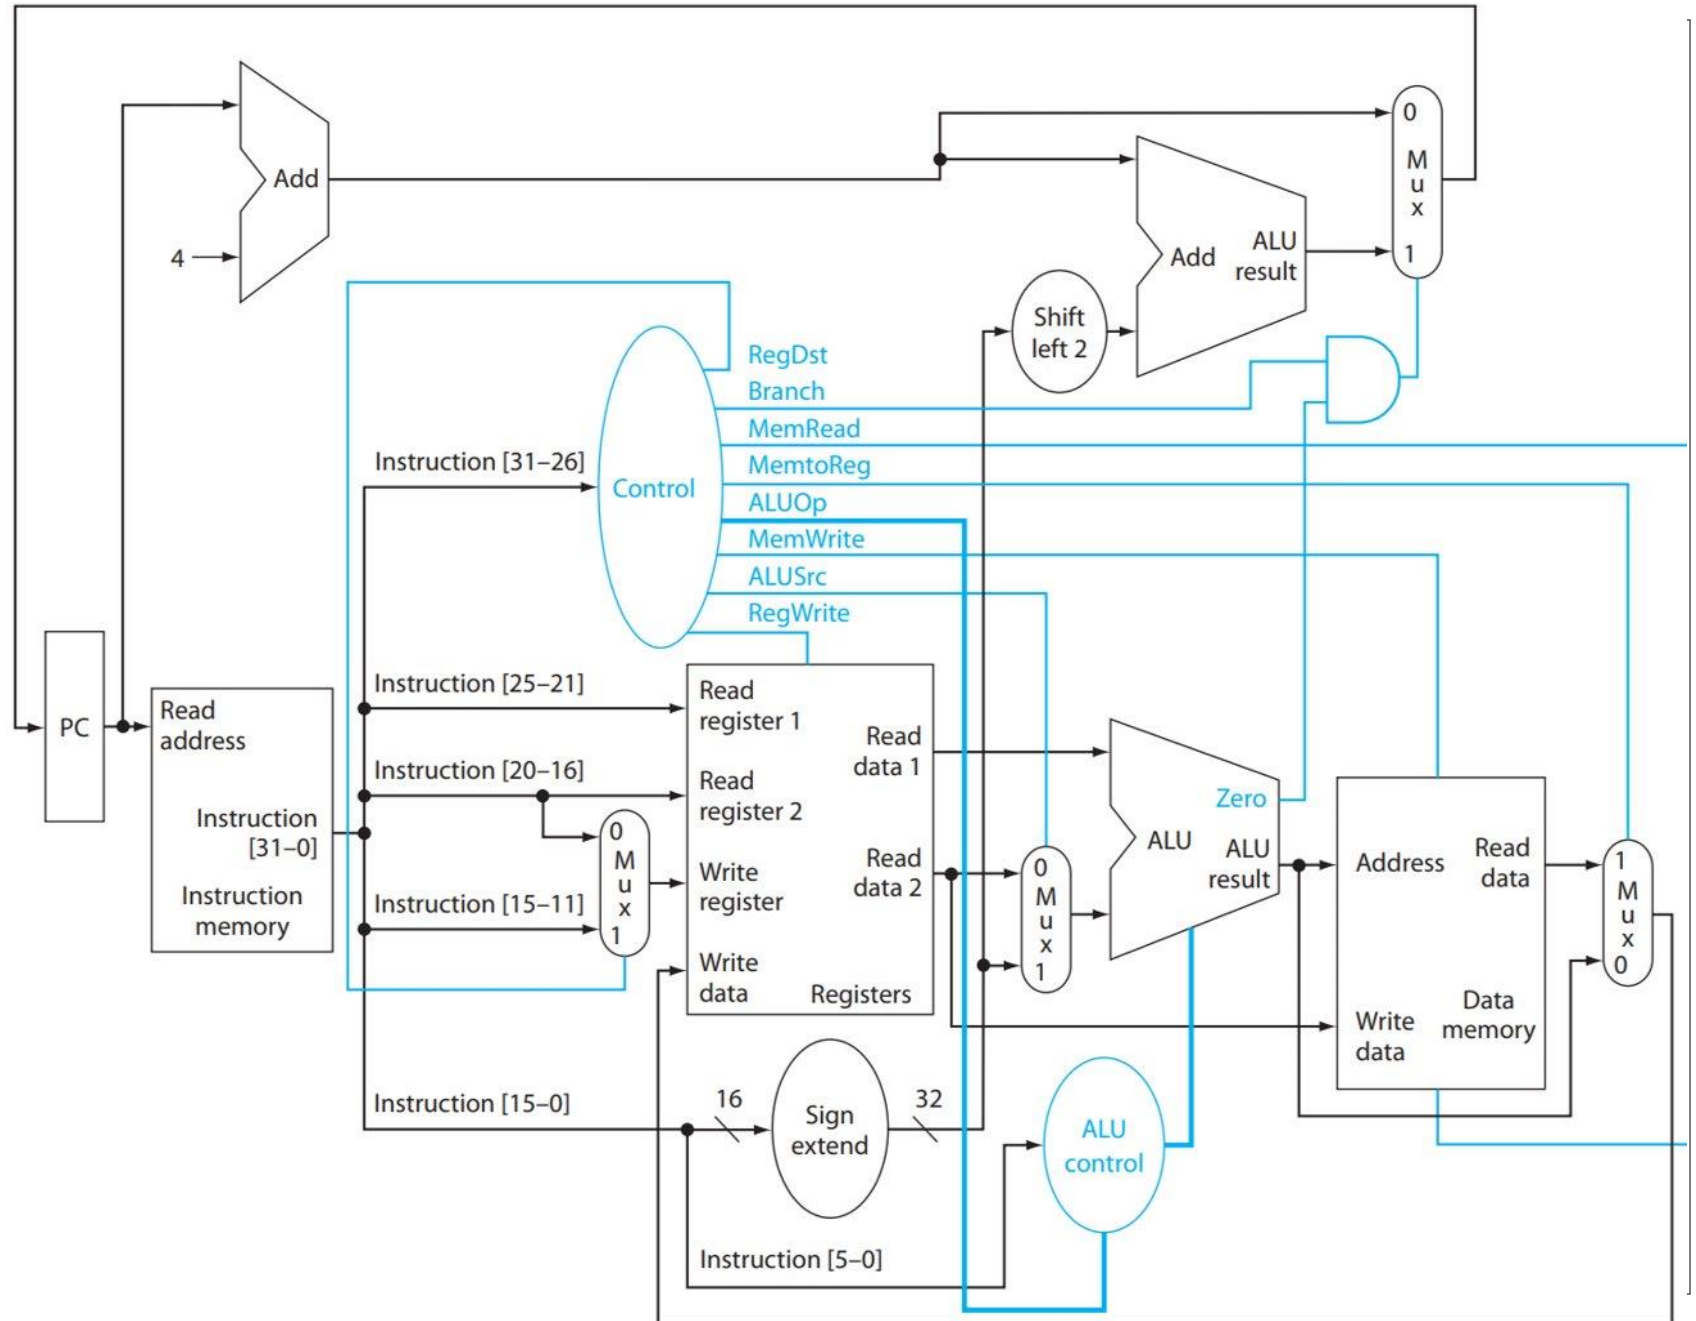 0
M
u
x
1
Add
4
Add
ALU
result
Shift
left 2
RegDst
Branch
MemRead
MemtoReg
ALUOp
MemWrite
ALUSrc
RegWrite
Control
Instruction [31–26]
Instruction [25–21]
Instruction [20–16]
Instruction [15–11]
Instruction [15–0]
Instruction [5–0]
PC
Read
address
Instruction
[31–0]
Instruction
memory
0
M
u
x
1
Read
register 1
Read
register 2
Write
register
Write
data
Read
data 1
Read
data 2
Registers
0
M
u
x
1
Zero
ALU
ALU
result
Address
Read
data
Write
data
Data
memory
1
M
u
x
0
16
Sign
extend
32
ALU
control